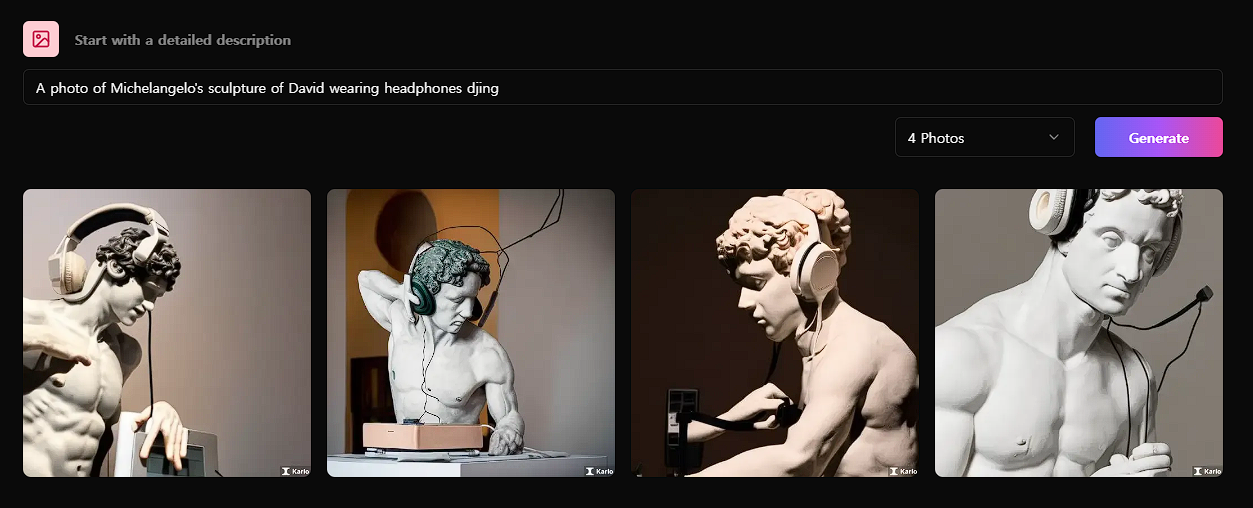 Start with a detailed description
A photo of Michelangelo's sculpture of David wearing headphones djing
4 Photos
Generate
Karlo
Karlo
Karlo
Karlo